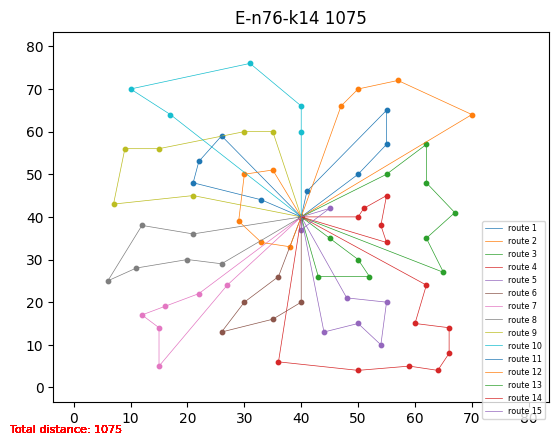 E-n76-k14 1075
80
70
60
50
40
30
20
10
0
0 10 20 30 40 50 60 70 80
route 1
route 2
route 3
route 4
route 5
route 6
route 7
route 8
route 9
route 10
route 11
route 12
route 13
route 14
route 15
Total distance: 1075